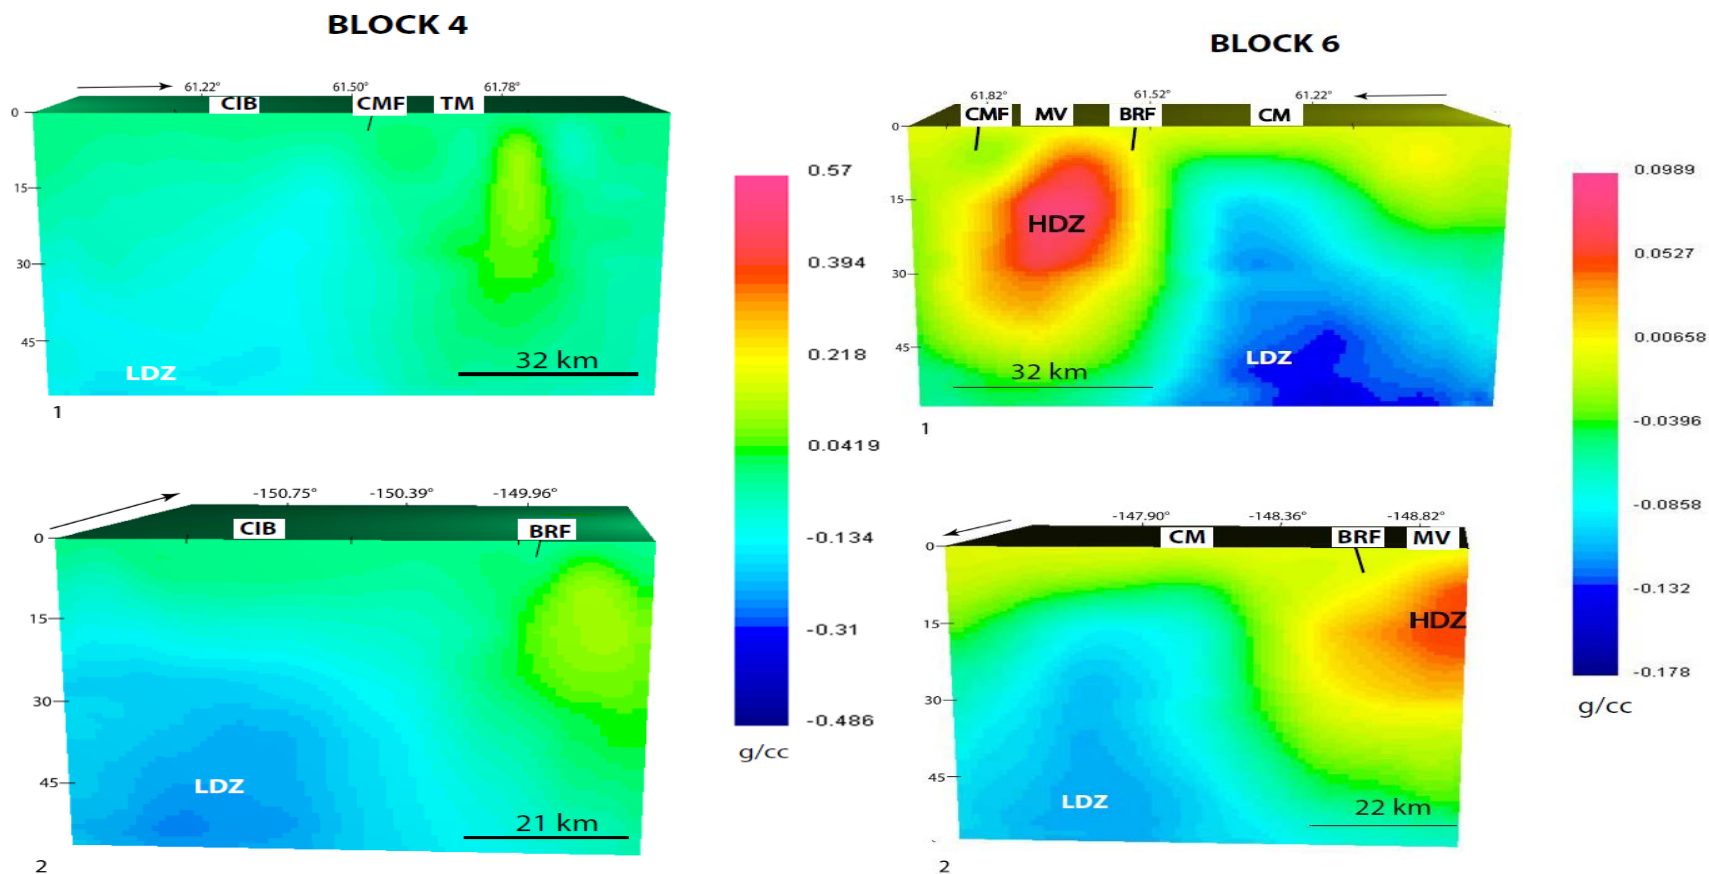 BLOCK 4
61.22° 61.50° 61.78°
CIB CMF TM
0
15
30
45
LDZ
32 km
1
-150.75° -150.39° -149.96°
CIB BRF
0
15
30
45
LDZ
21 km
2
0.57
0.394
0.218
0.0419
-0.134
-0.31
-0.486
g/cc
BLOCK 6
61.82° 61.52° 61.22°
CMF MV BRF CM
0
15
30
45
HDZ
LDZ
32 km
1
-147.90° -148.36° -148.82°
CM BRF MV
0
15
30
45
HDZ
LDZ
22 km
2
0.0989
0.0527
0.00658
-0.0396
-0.0858
-0.132
-0.178
g/cc